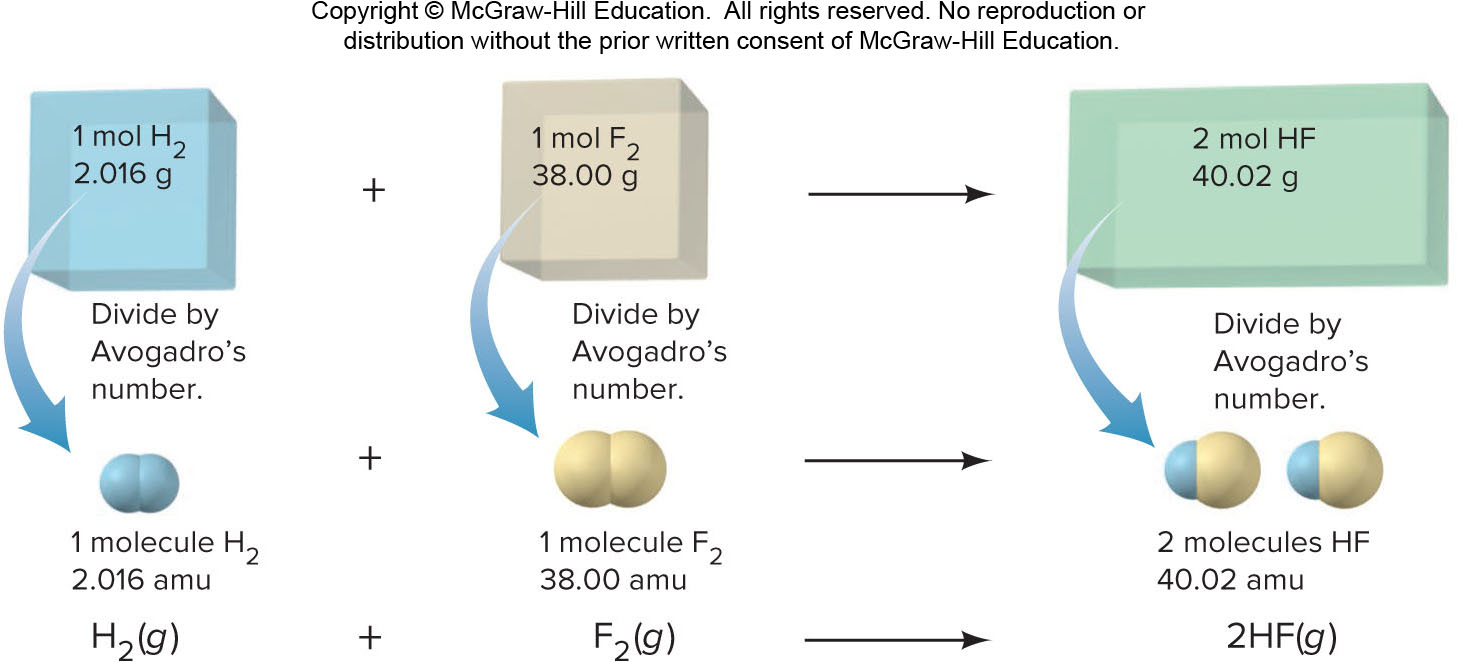 Copyright © McGraw-Hill Education.  All rights reserved. No reproduction or
distribution without the prior written consent of McGraw-Hill Education.
1 mol H₂
2.016 g
+
1 mol F₂
38.00 g
2 mol HF
40.02 g
Divide by
Avogadro’s
number.
Divide by
Avogadro’s
number.
Divide by
Avogadro’s
number.
+
1 molecule H₂
2.016 amu
1 molecule F₂
38.00 amu
2 molecules HF
40.02 amu
H₂(g) + F₂(g) ⟶ 2HF(g)